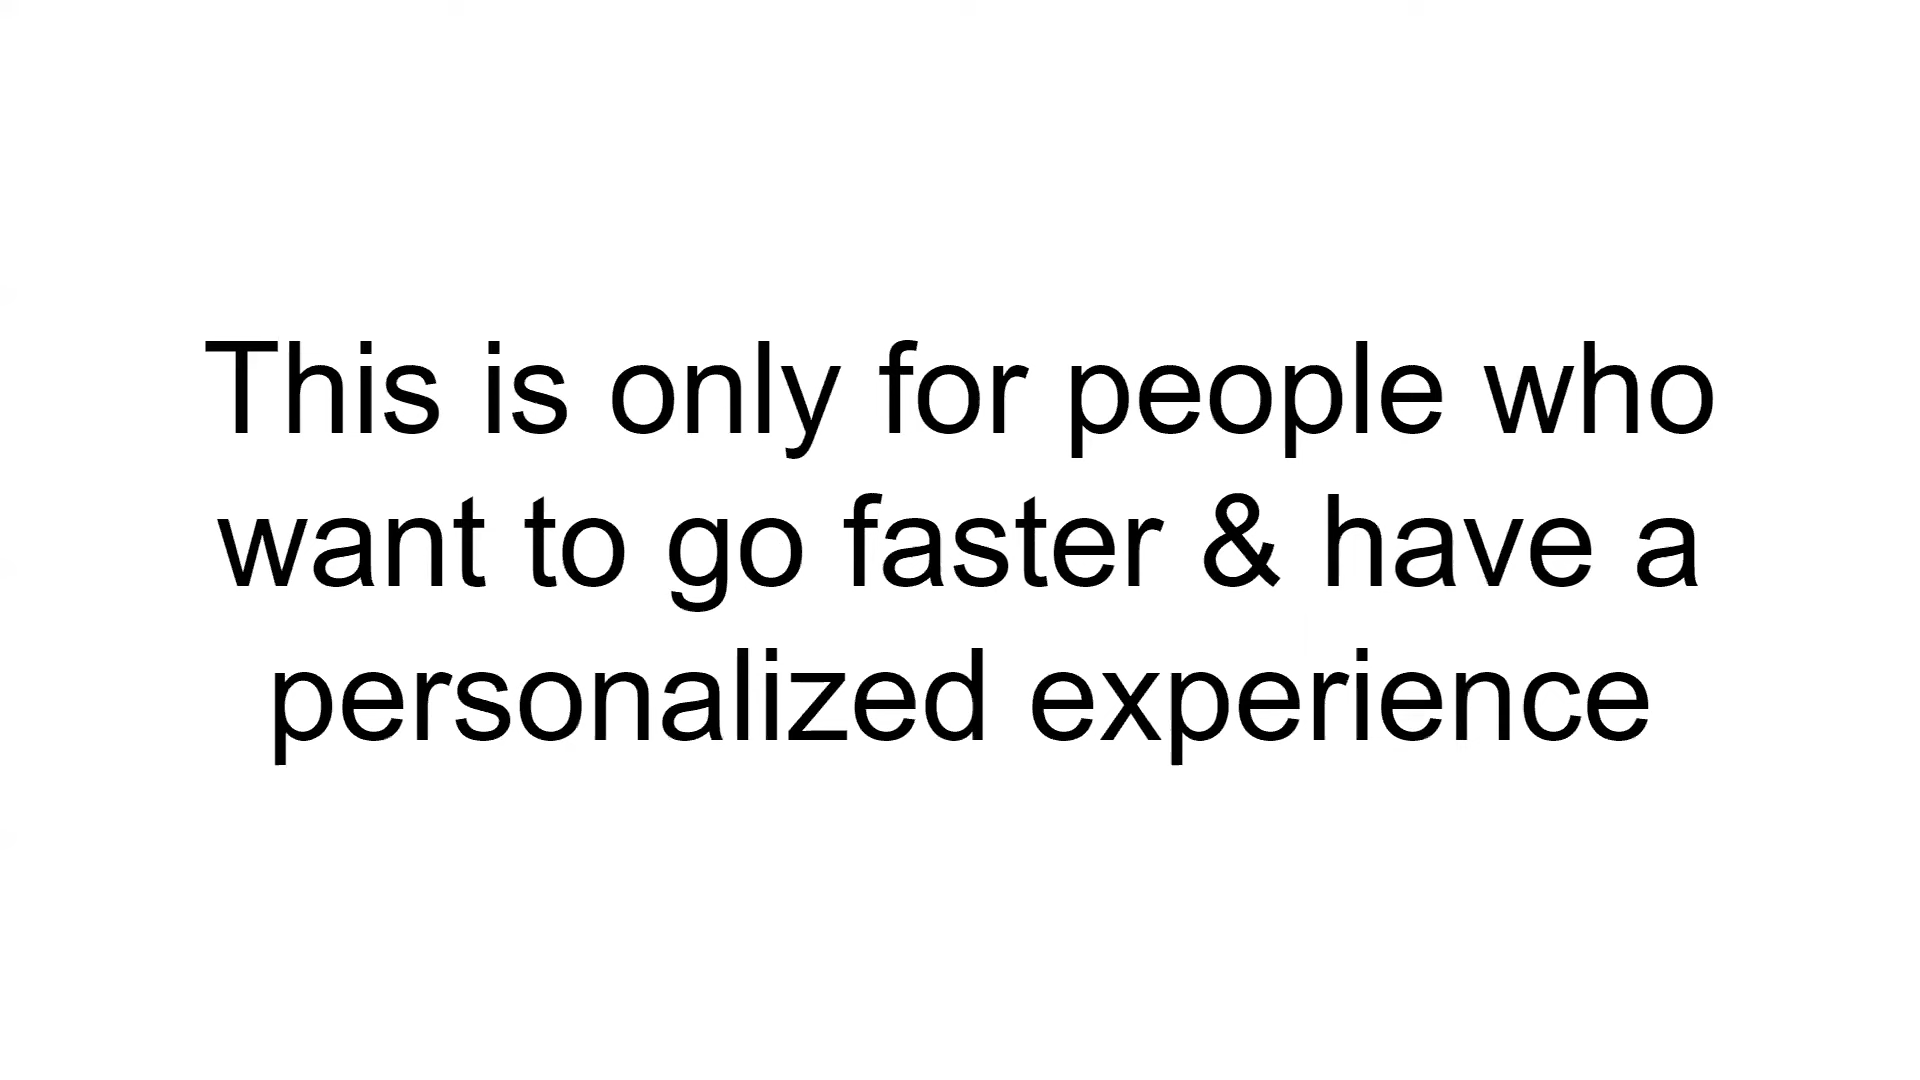 This is only for people who
want to go faster & have a
personalized experience